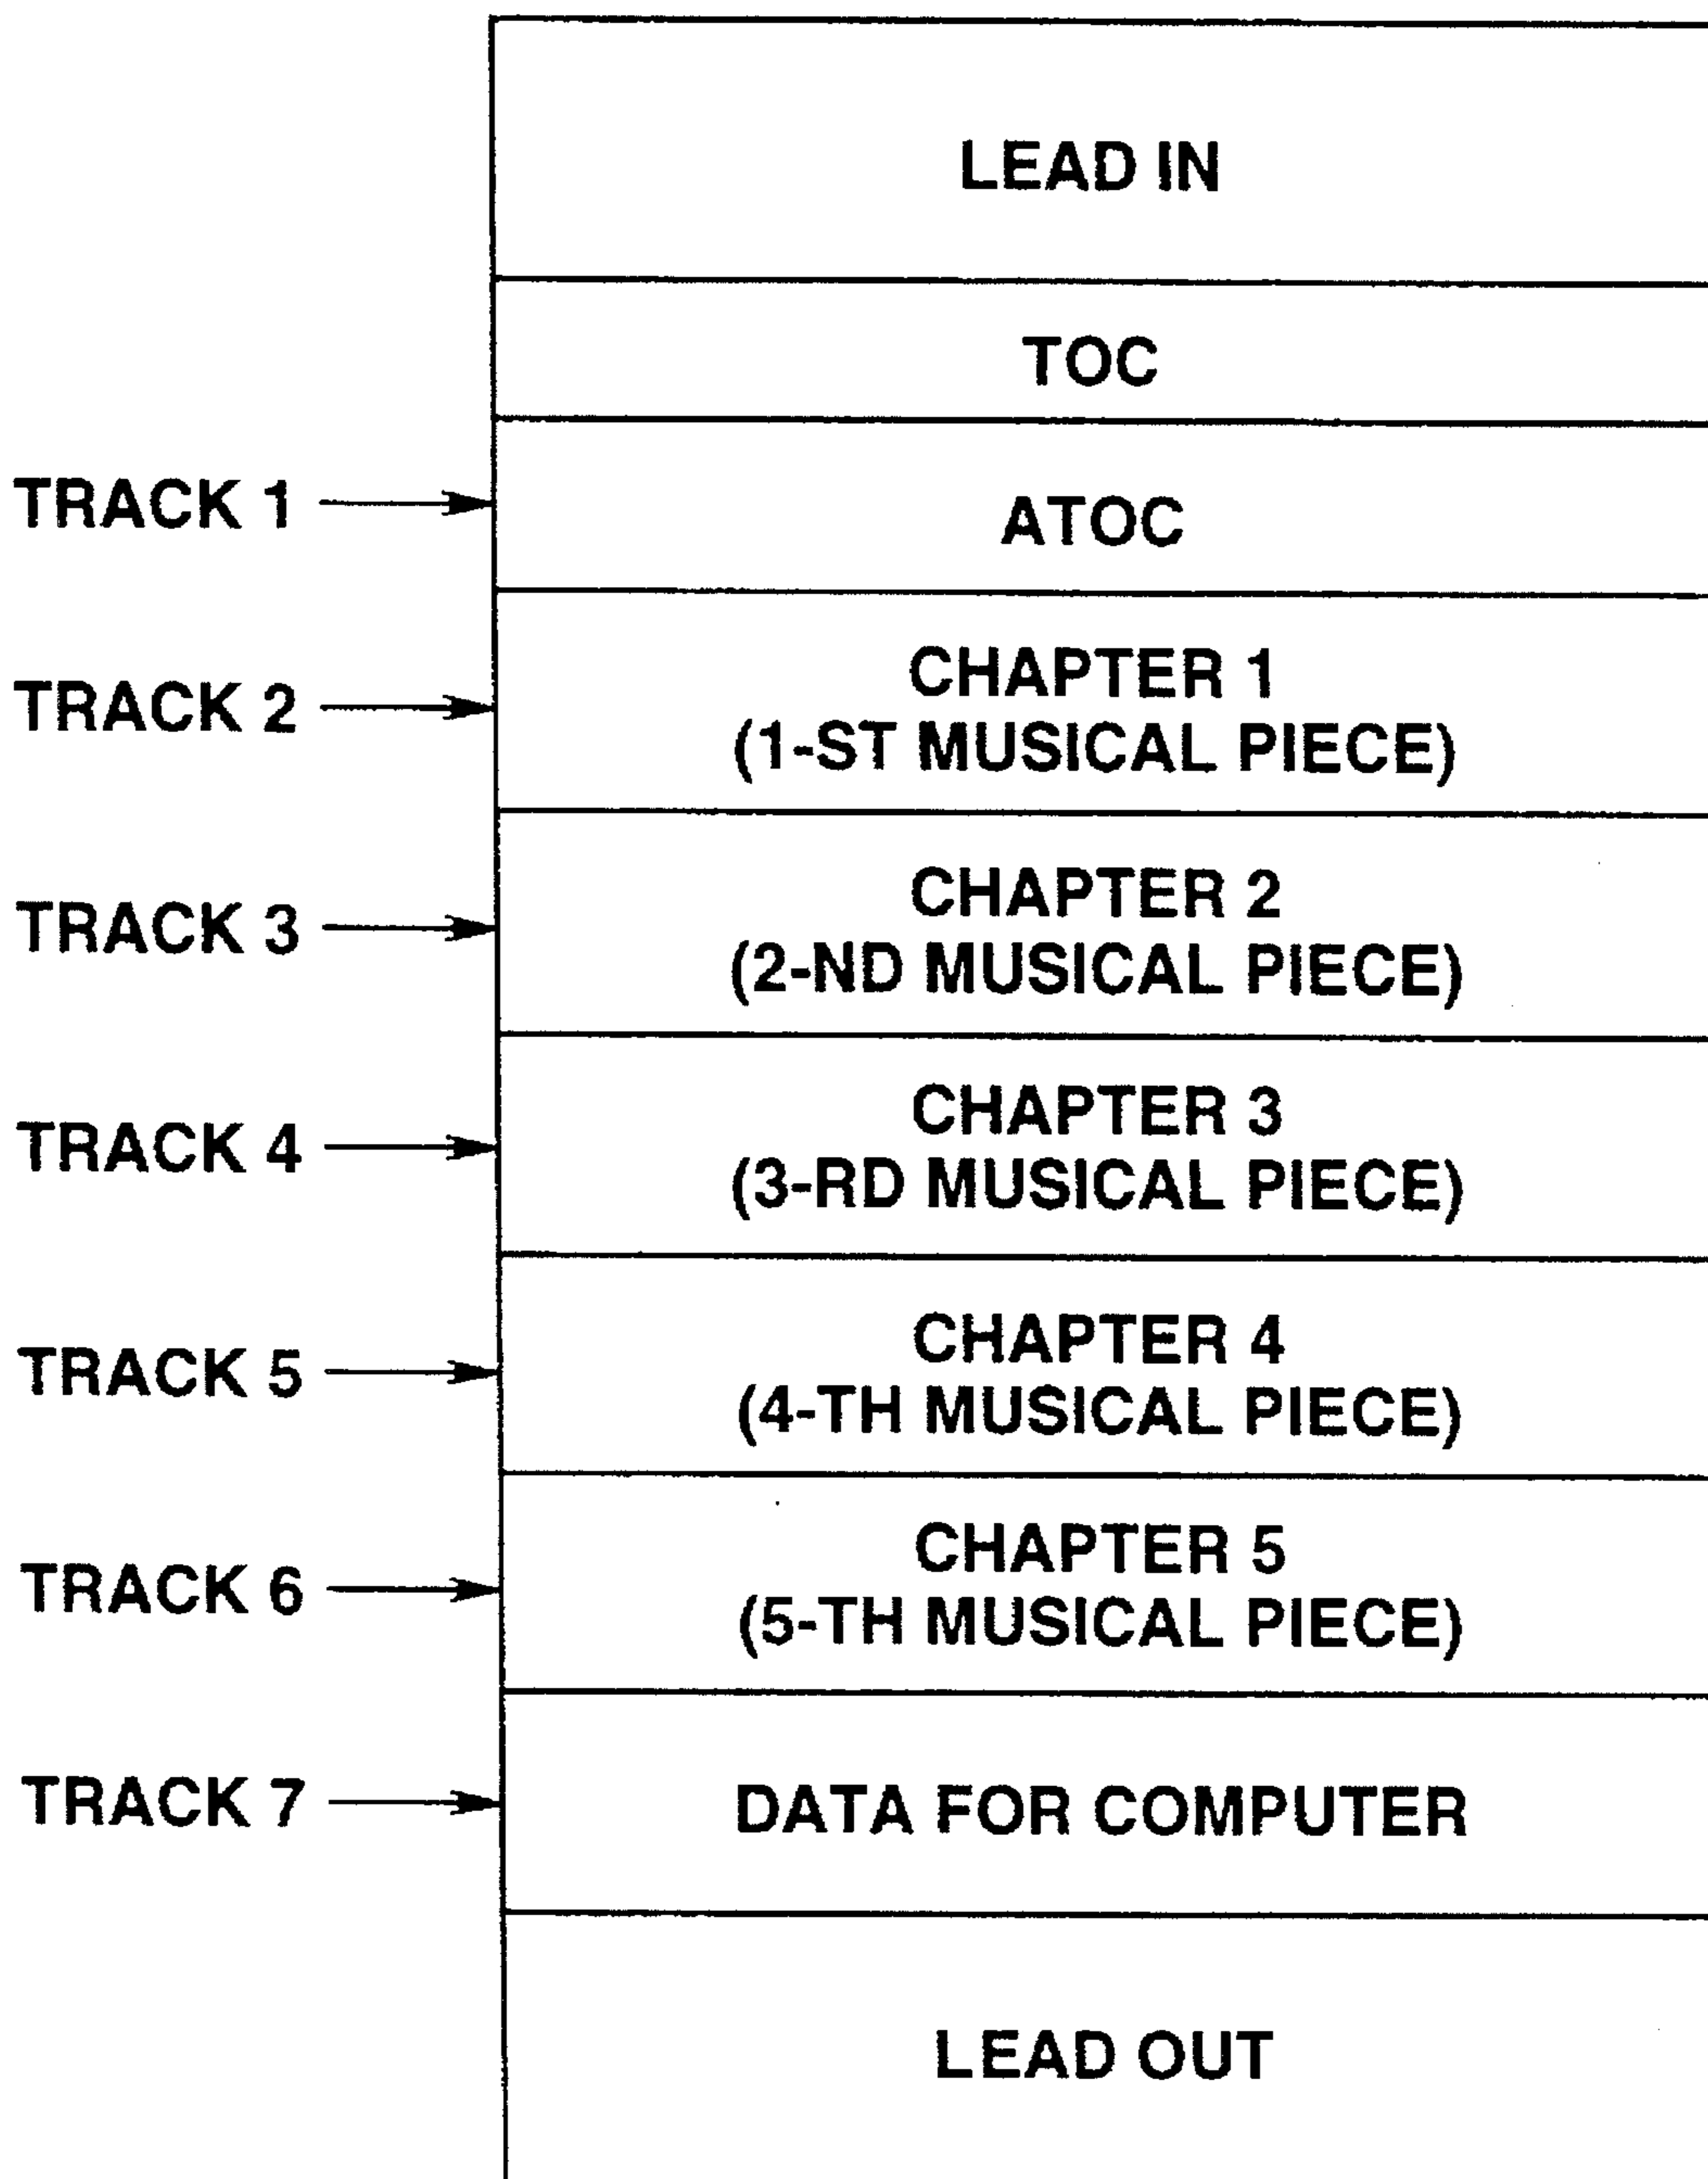 LEAD IN
TOC
TRACK 1
ATOC
TRACK 2
CHAPTER 1
(1-ST MUSICAL PIECE)
TRACK 3
CHAPTER 2
(2-ND MUSICAL PIECE)
TRACK 4
CHAPTER 3
(3-RD MUSICAL PIECE)
TRACK 5
CHAPTER 4
(4-TH MUSICAL PIECE)
TRACK 6
CHAPTER 5
(5-TH MUSICAL PIECE)
TRACK 7
DATA FOR COMPUTER
LEAD OUT